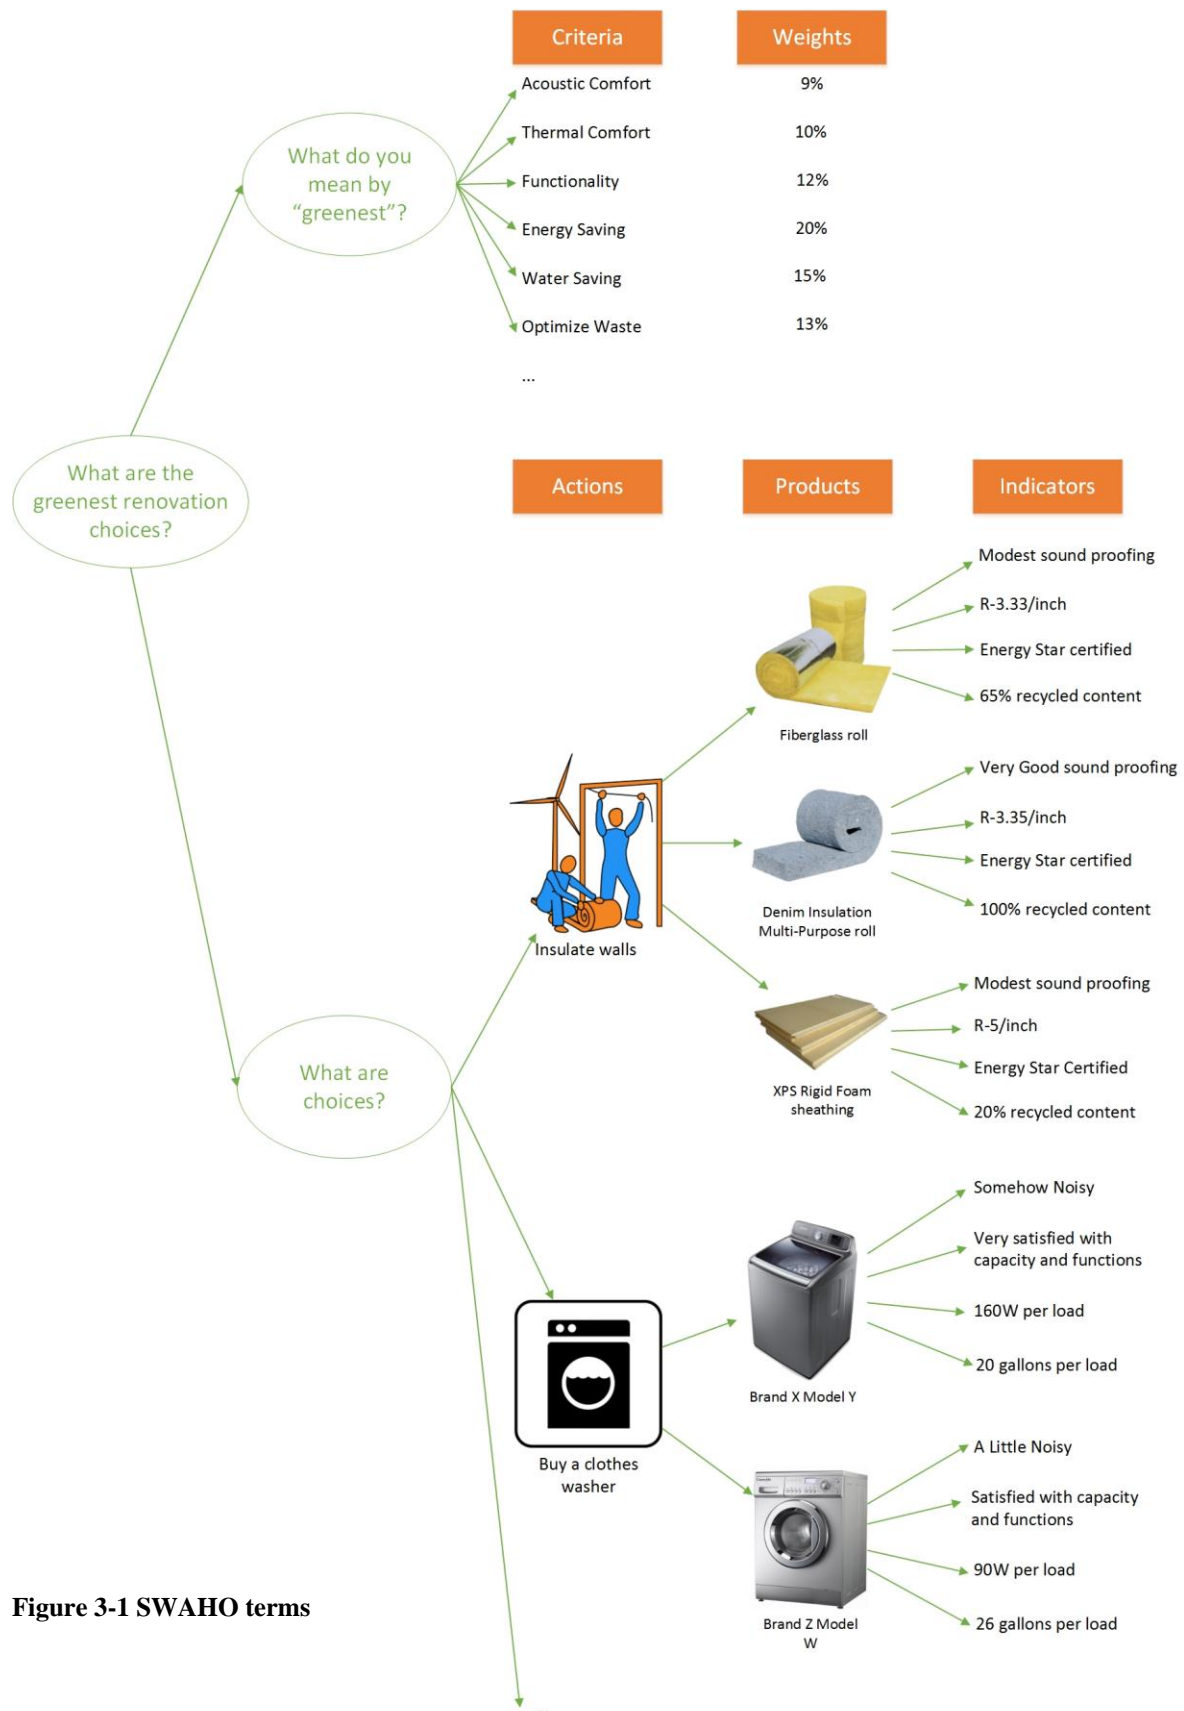 Criteria Weights
Acoustic Comfort 9%
What do you
mean by
“greenest”?
Thermal Comfort 10%
Functionality 12%
Energy Saving 20%
Water Saving 15%
Optimize Waste 13%
...
What are the
greenest renovation
choices?
Actions Products Indicators
Modest sound proofing
R-3.33/inch
Energy Star certified
65% recycled content
Fiberglass roll
Very Good sound proofing
R-3.35/inch
Energy Star certified
100% recycled content
Denim Insulation
Multi-Purpose roll
Insulate walls
Modest sound proofing
R-5/inch
Energy Star Certified
20% recycled content
XPS Rigid Foam
sheathing
What are
choices?
Somehow Noisy
Very satisfied with
capacity and functions
160W per load
20 gallons per load
Brand X Model Y
Buy a clothes
washer
A Little Noisy
Satisfied with capacity
and functions
90W per load
26 gallons per load
Brand Z Model
W
Figure 3-1 SWAHO terms